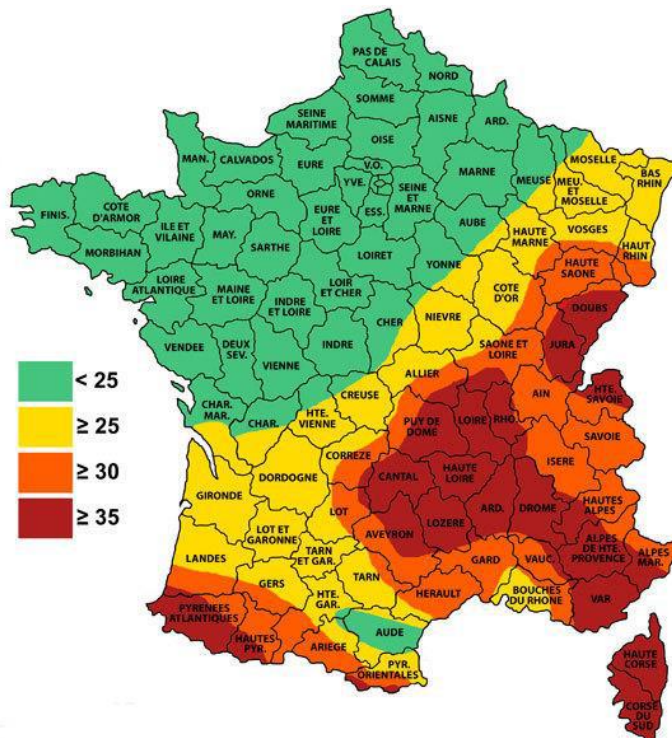 PAS DE
CALAIS
NORD
SOMME
SEINE
MARITIME
AISNE
ARD.
OISE
MAN.
CALVADOS
EURE
V.O.
MOSELLE
BAS
RHIN
MARNE
MEUSE
MEU.
ET
MOSELLE
YVE.
SEINE
ET
MARNE
ORNE
FINIS.
COTE
D'ARMOR
ILE ET
VILAINE
MAY.
EURE
ET
LOIRE
ESS.
AUBE
HAUTE
MARNE
VOSGES
HAUT
RHIN
MORBIHAN
SARTHE
LOIRET
YONNE
HAUTE
SAONE
LOIRE
ATLANTIQUE
MAINE
ET LOIRE
INDRE
ET LOIRE
LOIR
ET CHER
COTE
D'OR
DOUBS
CHER
NIEVRE
VENDEE
DEUX
SEV.
VIENNE
INDRE
SAONE ET
LOIRE
JURA
< 25
≥ 25
≥ 30
≥ 35
ALLIER
CREUSE
AIN
HTE.
SAVOIE
CHAR.
MAR.
CHAR.
HTE.
VIENNE
PUY DE
DOME
LOIRE
RHO.
SAVOIE
CORREZE
ISERE
GIRONDE
DORDOGNE
CANTAL
HAUTE
LOIRE
LOT
ARD.
DROME
HAUTES
ALPES
LOT ET
GARONNE
AVEYRON
LOZERE
ALPES
DE HTE.
PROVENCE
ALPES
MAR.
LANDES
TARN
ET GAR.
GARD
VAUC.
GERS
TARN
HERAULT
BOUCHES
DU RHONE
VAR
HTE.
GAR.
PYRENEES
ATLANTIQUES
HAUTES
PYR.
ARIEGE
AUDE
PYR.
ORIENTALES
HAUTE
CORSE
CORSE
DU
SUD